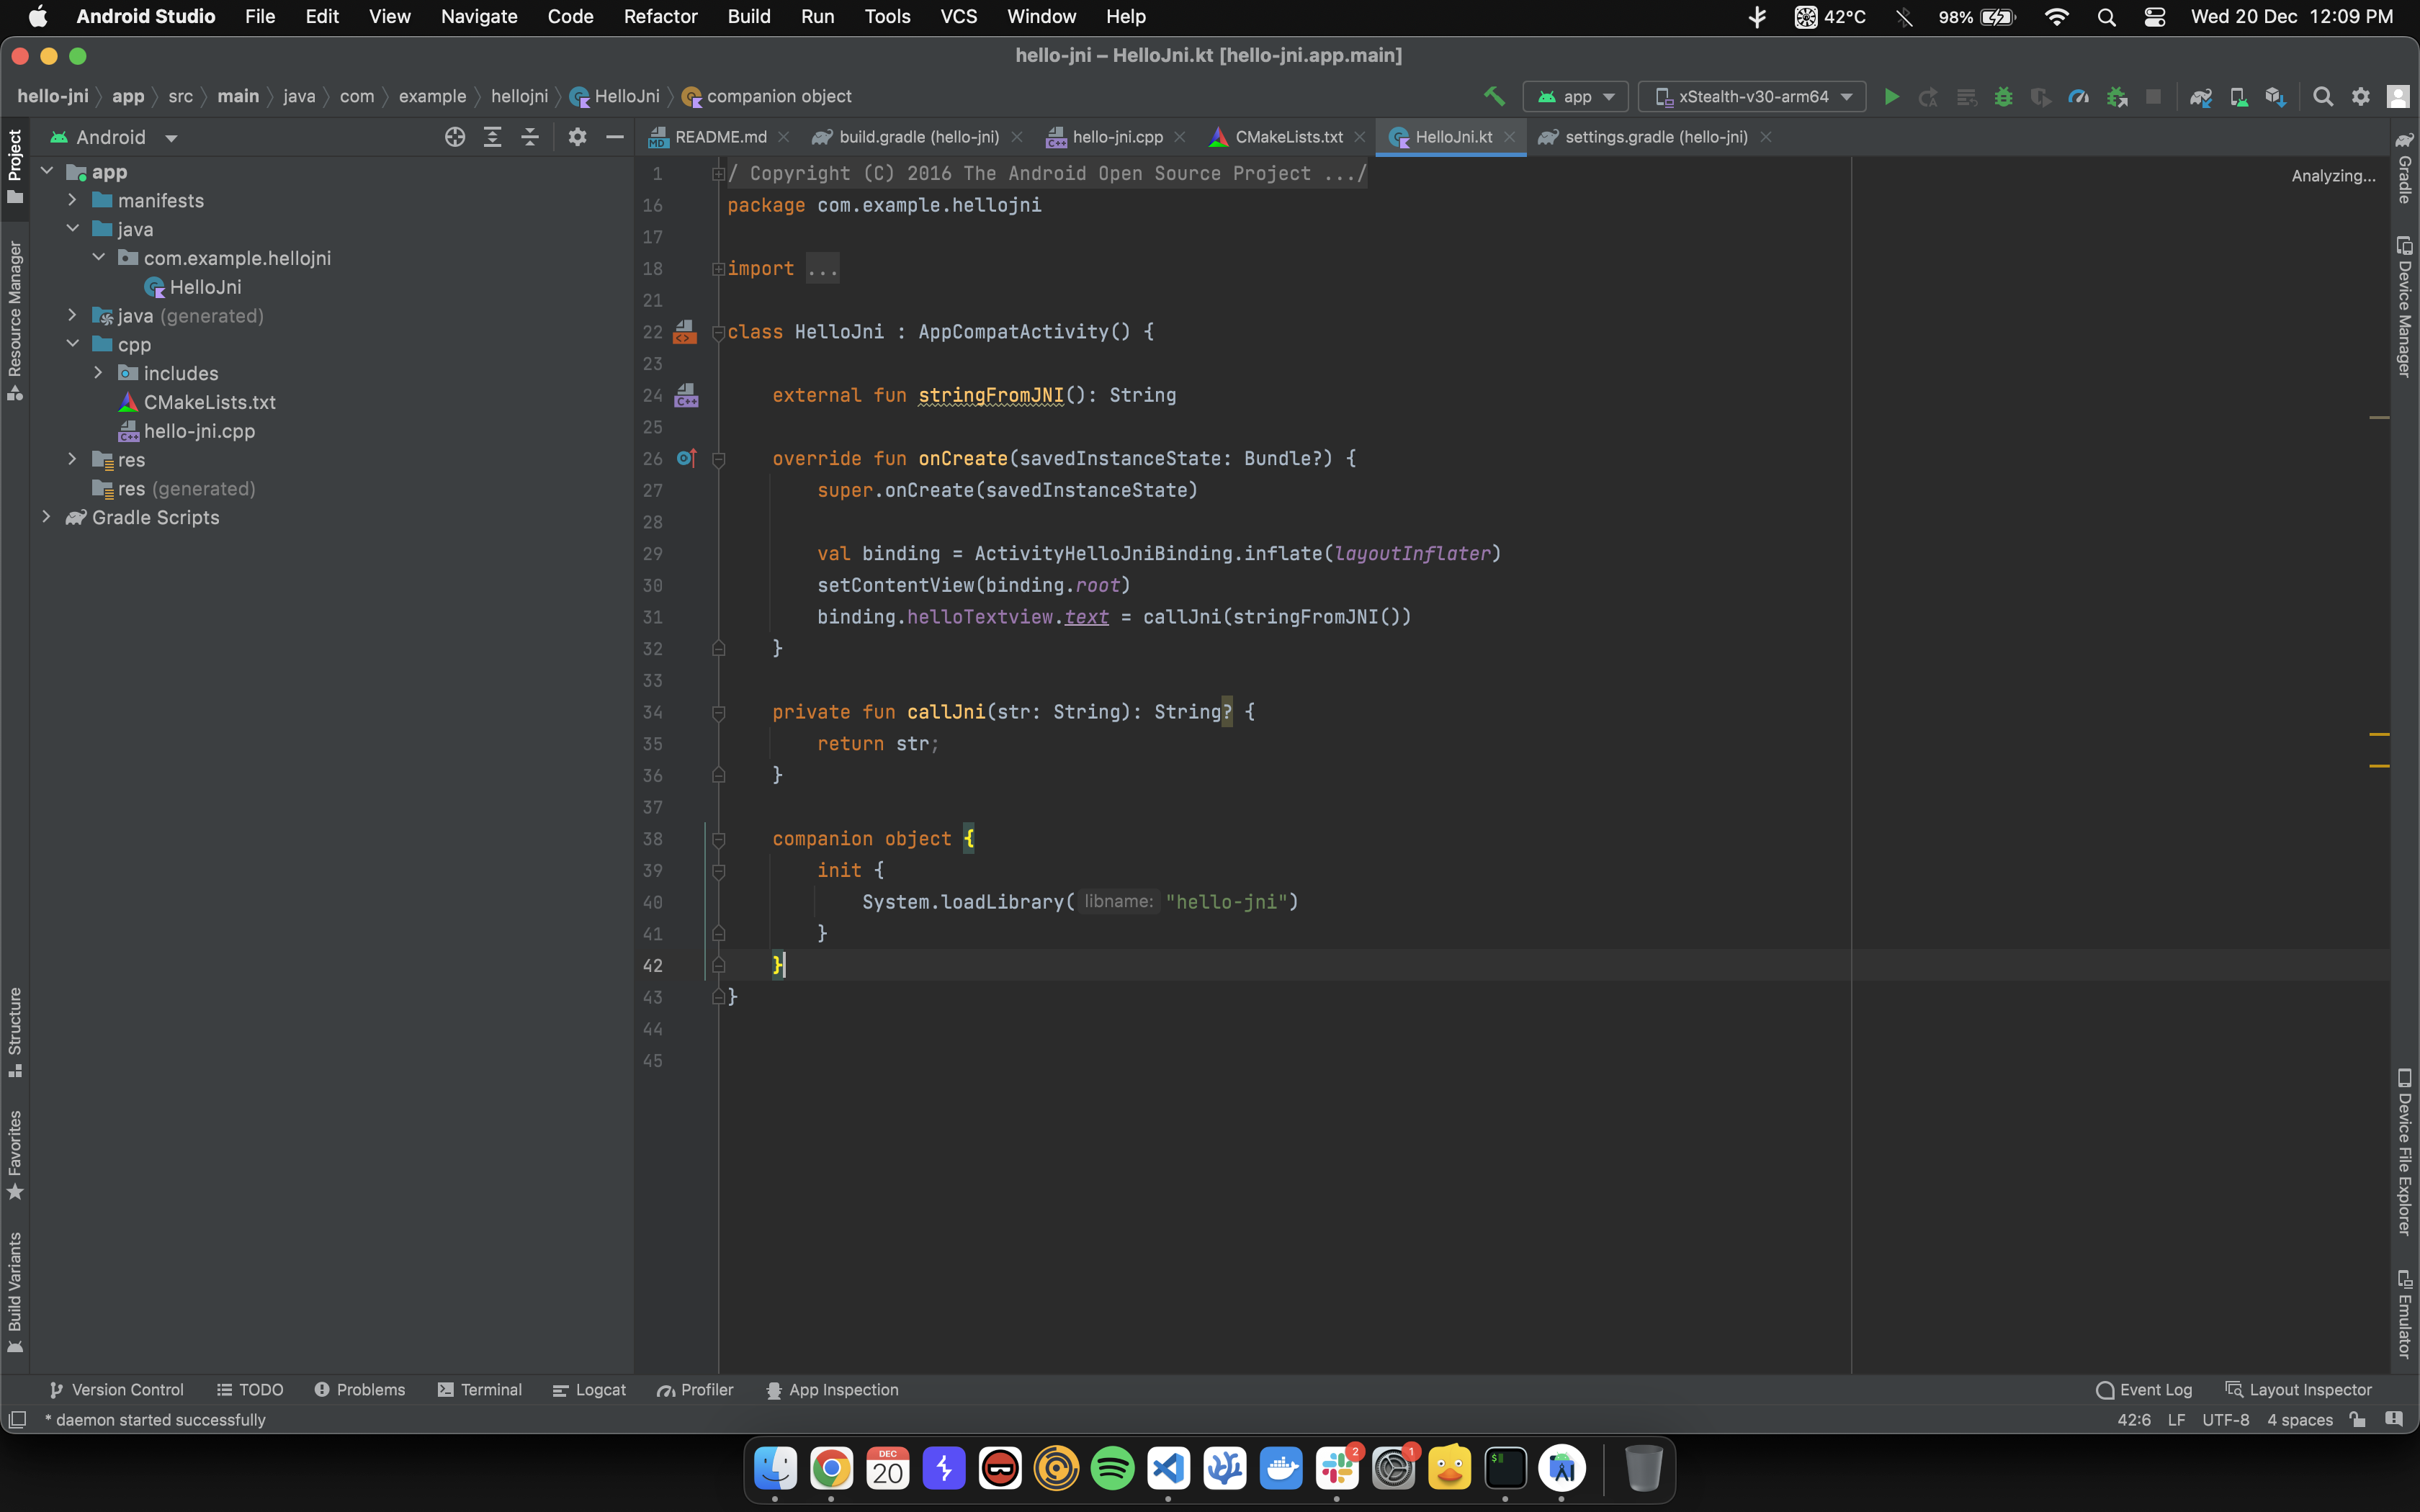 Android Studio File Edit View Navigate Code Refactor Build Run Tools VCS Window Help 42°C 98% Wed 20 Dec 12:09 PM
hello-jni – HelloJni.kt [hello-jni.app.main]
hello-jni app src main java com example hellojni HelloJni companion object app xStealth-v30-arm64
Android
README.md build.gradle (hello-jni) hello-jni.cpp CMakeLists.txt HelloJni.kt settings.gradle (hello-jni)
Project
Resource Manager
Structure
Favorites
Build Variants
app
manifests
java
com.example.hellojni
HelloJni
java (generated)
cpp
includes
CMakeLists.txt
hello-jni.cpp
res
res (generated)
Gradle Scripts
1 / Copyright (C) 2016 The Android Open Source Project .../
Analyzing...
16 package com.example.hellojni
17
18 import ...
21
22 class HelloJni : AppCompatActivity() {
23
24 external fun stringFromJNI(): String
25
26 override fun onCreate(savedInstanceState: Bundle?) {
27 super.onCreate(savedInstanceState)
28
29 val binding = ActivityHelloJniBinding.inflate(layoutInflater)
30 setContentView(binding.root)
31 binding.helloTextview.text = callJni(stringFromJNI())
32 }
33
34 private fun callJni(str: String): String? {
35 return str;
36 }
37
38 companion object {
39 init {
40 System.loadLibrary( libname: "hello-jni")
41 }
42 }
43 }
44
45
Gradle
Device Manager
Device File Explorer
Emulator
Version Control TODO Problems Terminal Logcat Profiler App Inspection Event Log Layout Inspector
* daemon started successfully 42:6 LF UTF-8 4 spaces
DEC
20
2
1